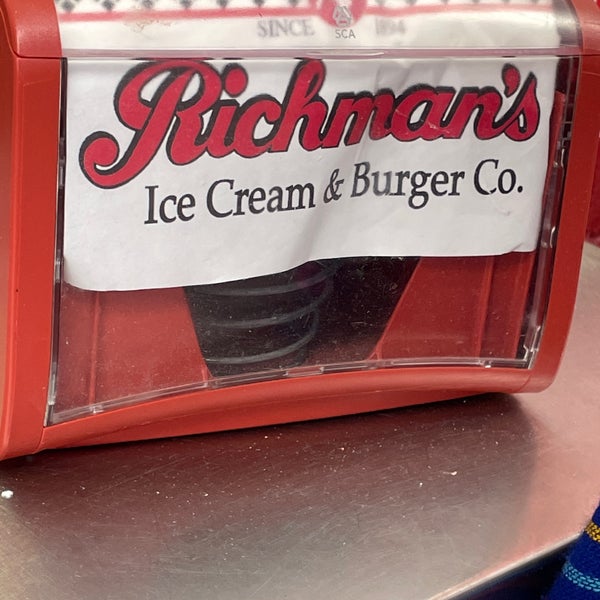 SINCE 1894
SCA
Richman's
Ice Cream & Burger Co.